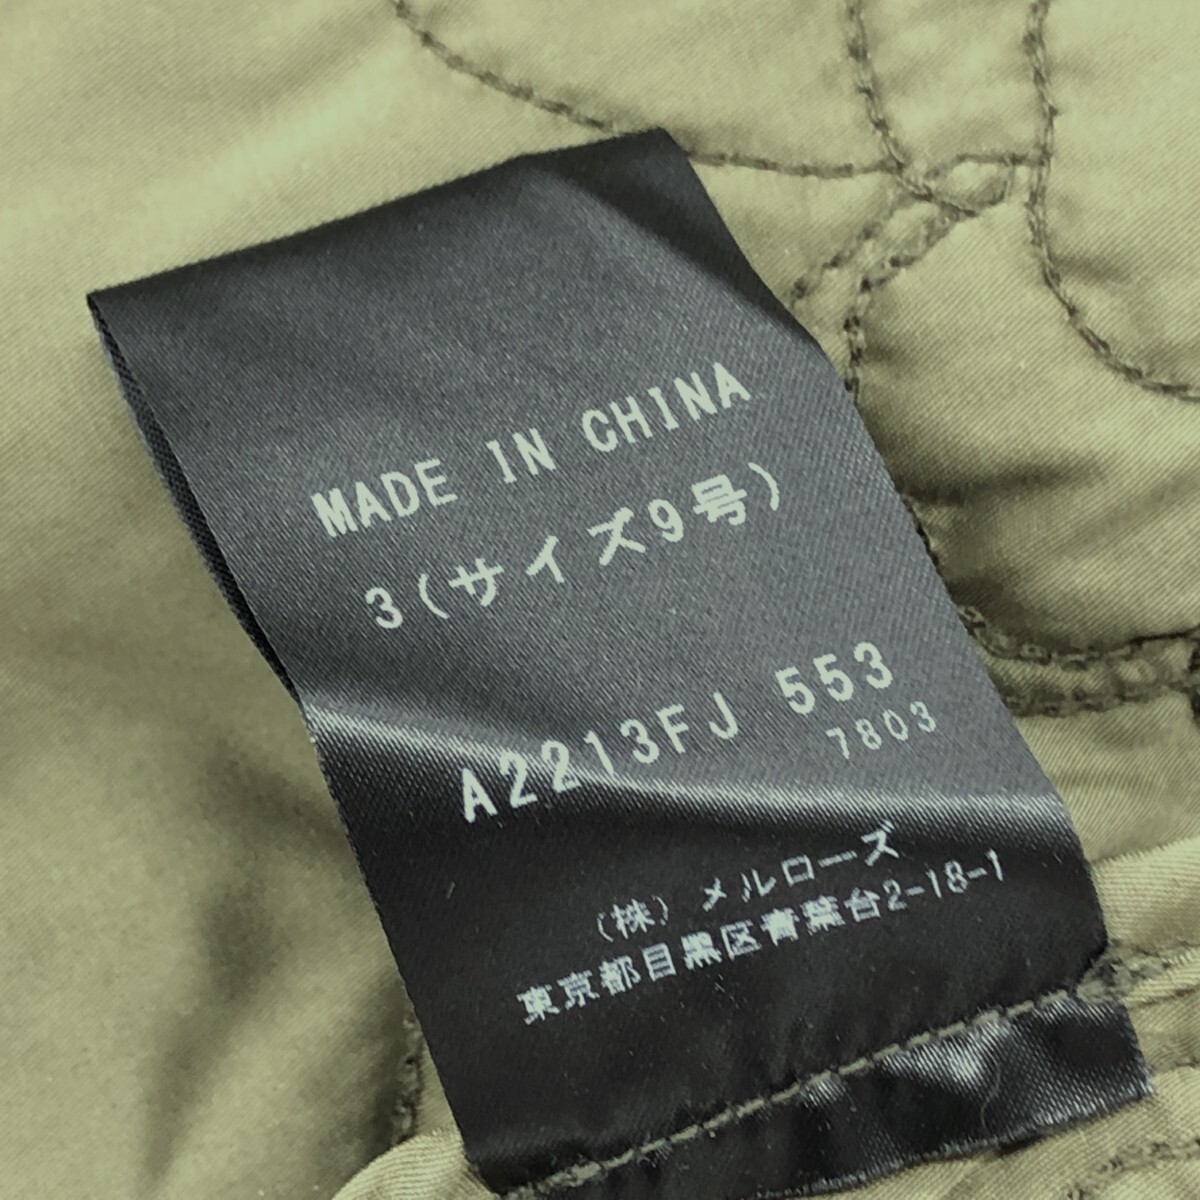 MADE IN CHINA
3(サイズ9号)
A2213FJ 553
7803
(株)メルローズ
東京都目黒区青葉台2-18-1